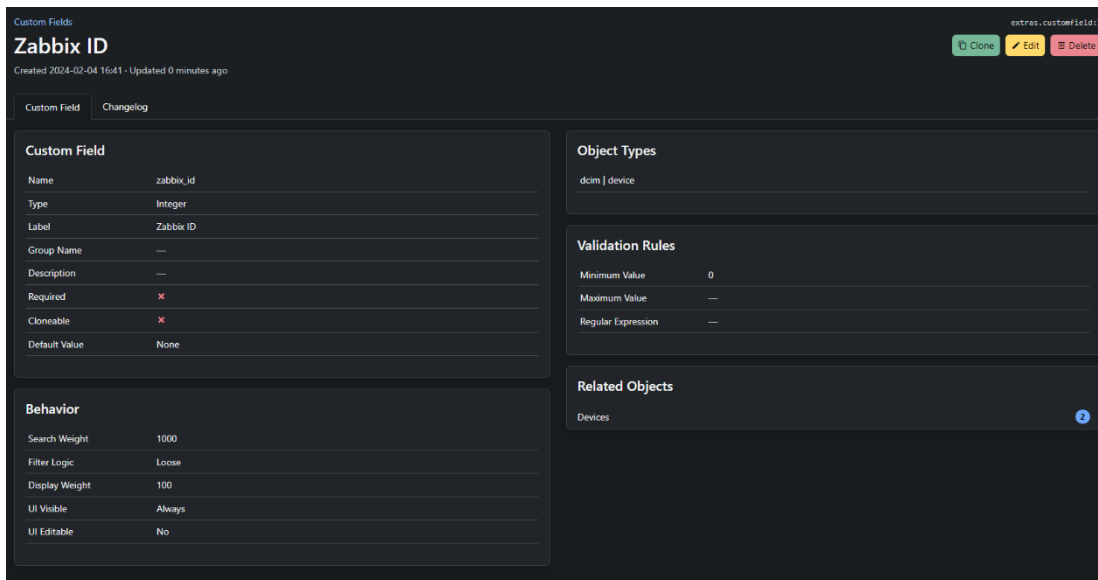 Custom Fields
extras.customfield:
Zabbix ID
Clone
Edit
Delete
Created 2024-02-04 16:41 · Updated 0 minutes ago
Custom Field
Changelog
Custom Field
Name zabbix_id
Type Integer
Label Zabbix ID
Group Name —
Description —
Required ✕
Cloneable ✕
Default Value None
Behavior
Search Weight 1000
Filter Logic Loose
Display Weight 100
UI Visible Always
UI Editable No
Object Types
dcim | device
Validation Rules
Minimum Value 0
Maximum Value —
Regular Expression —
Related Objects
Devices 2